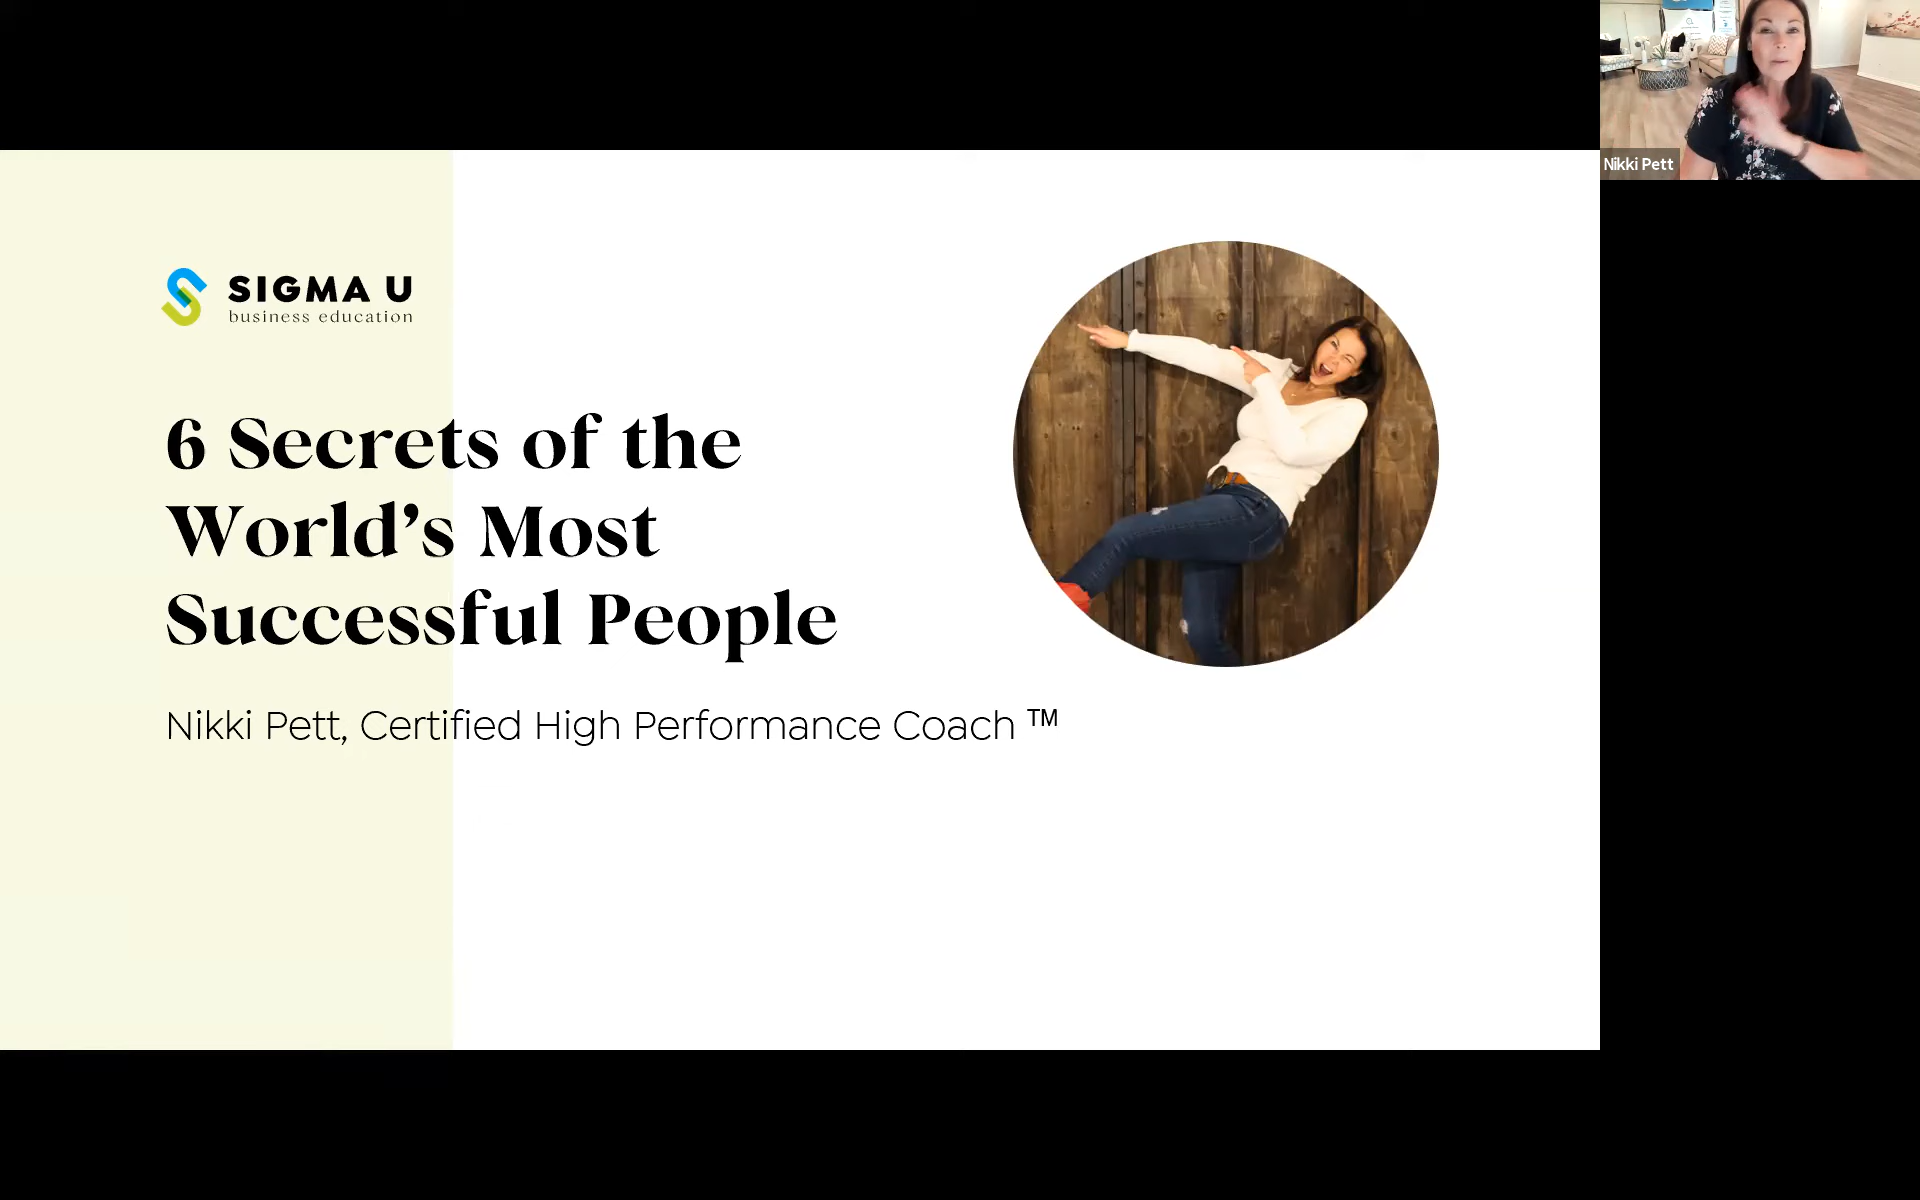 Nikki Pett
SIGMA U
business education
6 Secrets of the
World’s Most
Successful People
Nikki Pett, Certified High Performance Coach ™